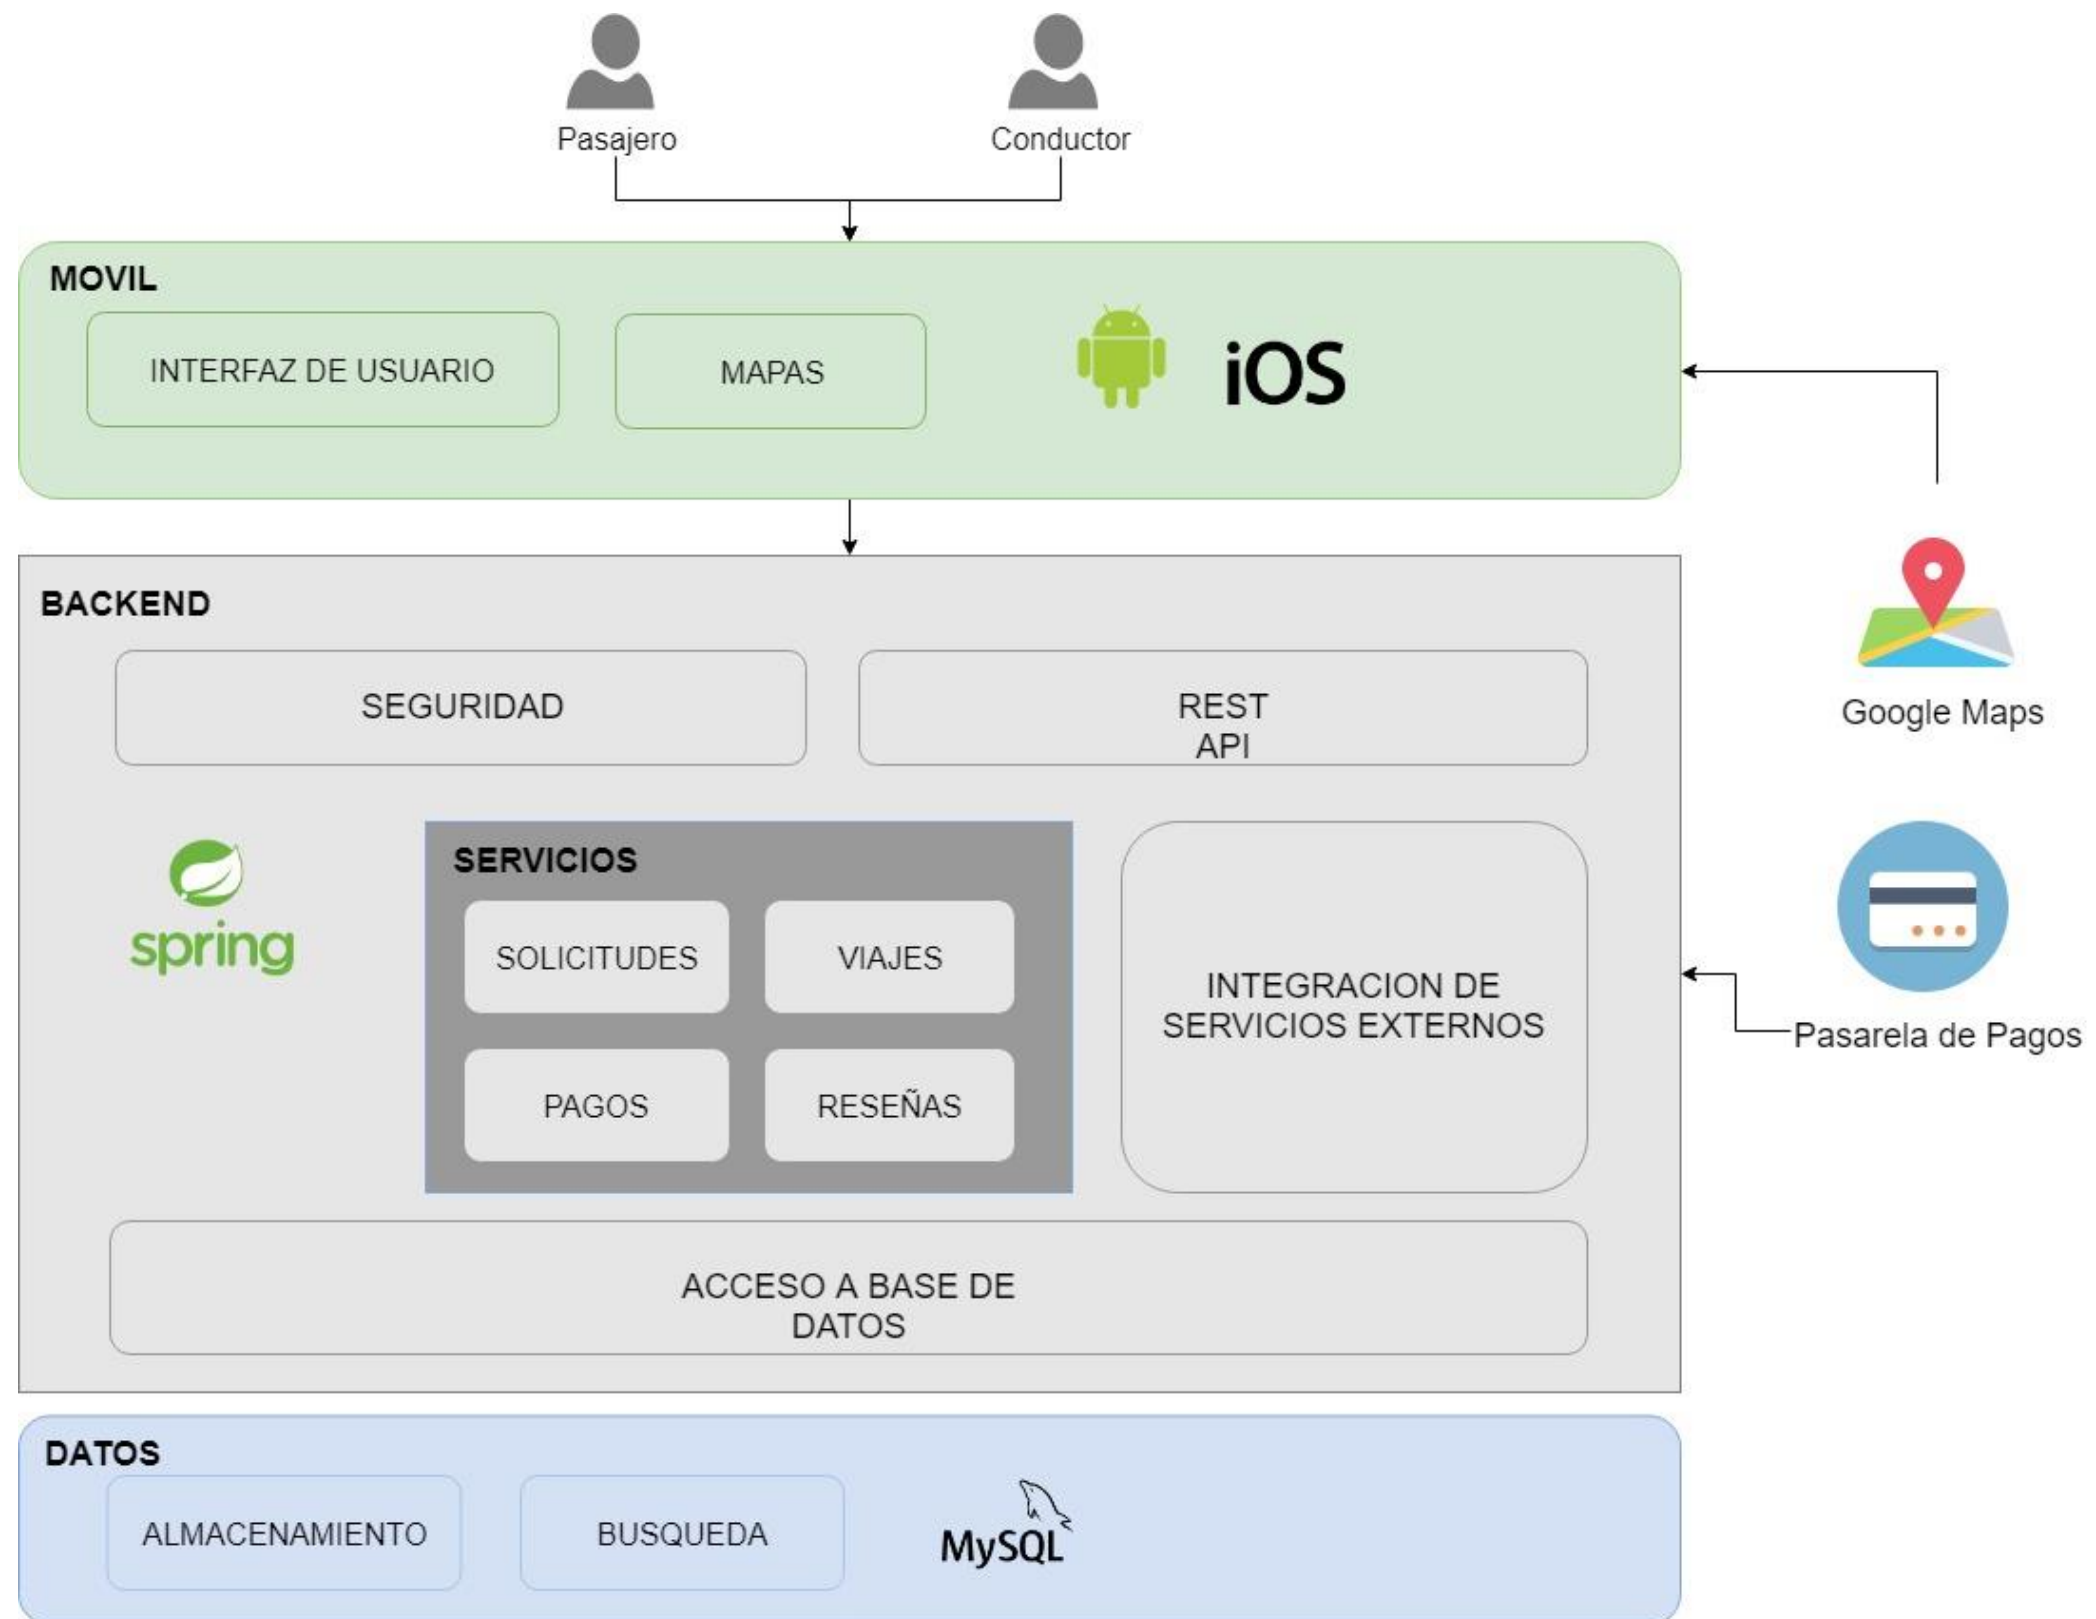 Pasajero
Conductor
MOVIL
INTERFAZ DE USUARIO
MAPAS
iOS
BACKEND
SEGURIDAD
REST
API
Google Maps
spring
SERVICIOS
SOLICITUDES
VIAJES
PAGOS
RESEÑAS
INTEGRACION DE
SERVICIOS EXTERNOS
Pasarela de Pagos
ACCESO A BASE DE
DATOS
DATOS
ALMACENAMIENTO
BUSQUEDA
MySQL